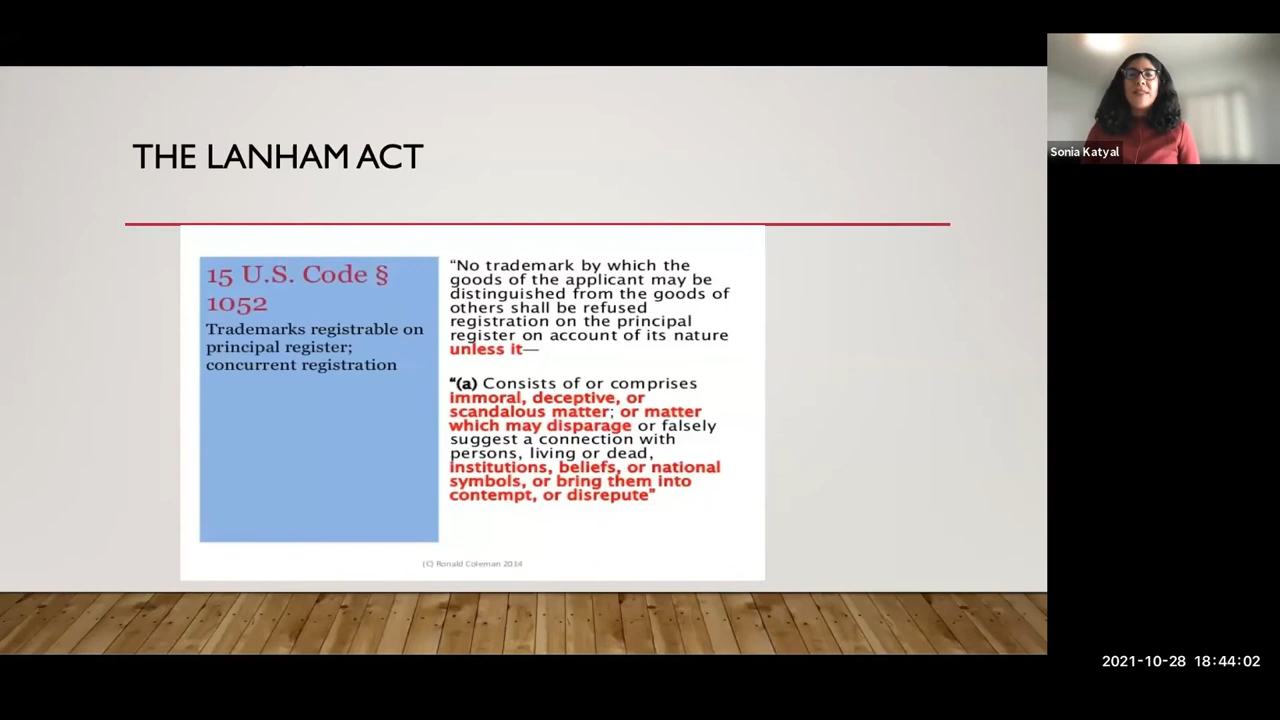 THE LANHAM ACT
15 U.S. Code §
1052
Trademarks registrable on
principal register;
concurrent registration
“No trademark by which the
goods of the applicant may be
distinguished from the goods of
others shall be refused
registration on the principal
register on account of its nature
unless it—
“(a) Consists of or comprises
immoral, deceptive, or
scandalous matter; or matter
which may disparage or falsely
suggest a connection with
persons, living or dead,
institutions, beliefs, or national
symbols, or bring them into
contempt, or disrepute”
(C) Ronald Coleman 2014
Sonia Katyal
2021-10-28 18:44:02